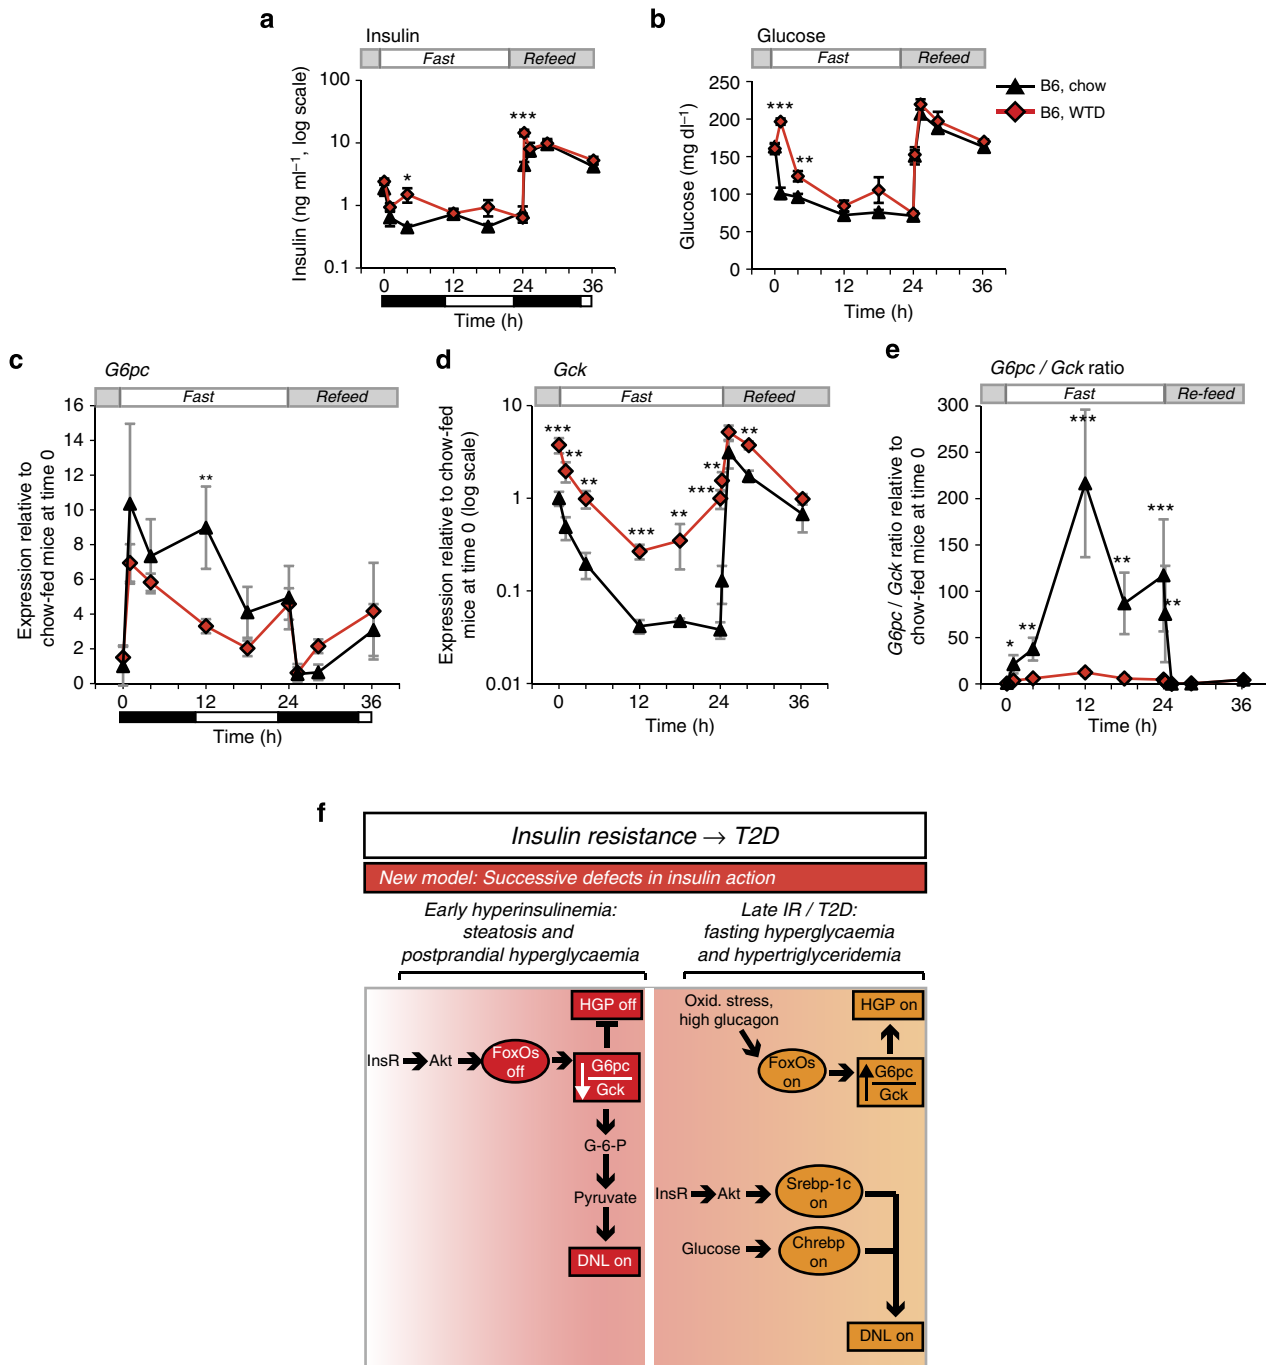 a
Insulin
Fast
Refeed
Insulin (ng ml−1, log scale)
100
10
1
0.1
*
***
0
12
24
36
Time (h)
b
Glucose
Fast
Refeed
Glucose (mg dl−1)
250
200
150
100
50
0
***
**
0
12
24
36
Time (h)
B6, chow
B6, WTD
c
G6pc
Fast
Refeed
Expression relative to
chow-fed mice at time 0
16
14
12
10
8
6
4
2
0
**
0
12
24
36
Time (h)
d
Gck
Fast
Refeed
Expression relative to chow-fed
mice at time 0 (log scale)
10
1
0.1
0.01
***
**
**
***
**
***
**
**
0
12
24
36
Time (h)
e
G6pc / Gck ratio
Fast
Re-feed
G6pc / Gck ratio relative to
chow-fed mice at time 0
300
250
200
150
100
50
0
*
**
***
**
***
**
0
12
24
36
Time (h)
f
Insulin resistance → T2D
New model: Successive defects in insulin action
Early hyperinsulinemia:
steatosis and
postprandial hyperglycaemia
Late IR / T2D:
fasting hyperglycaemia
and hypertriglyceridemia
HGP off
InsR
Akt
FoxOs
off
G6pc
Gck
G-6-P
Pyruvate
DNL on
Oxid. stress,
high glucagon
HGP on
FoxOs
on
G6pc
Gck
InsR
Akt
Srebp-1c
on
Glucose
Chrebp
on
DNL on